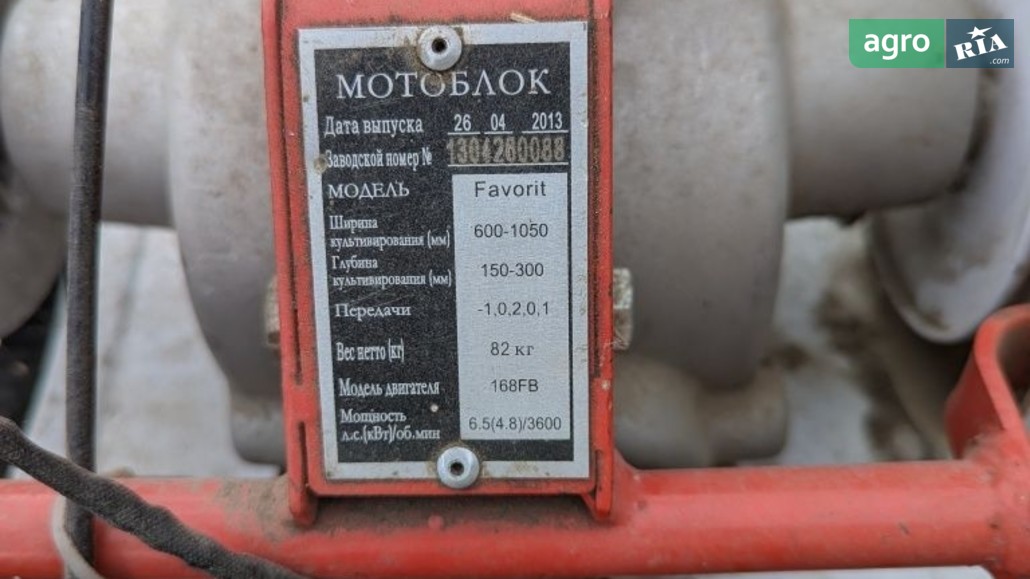 agro RIA
.com
МОТОБЛОК
Дата выпуска 26 04 2013
Заводской номер № 1304260088
МОДЕЛЬ Favorit
Ширина
культивирования (мм) 600-1050
Глубина
культивирования (мм) 150-300
Передачи -1,0,2,0,1
Вес нетто (кг) 82 кг
Модель двигателя 168FB
Мощность
л.с.(кВт)/об.мин 6.5(4.8)/3600